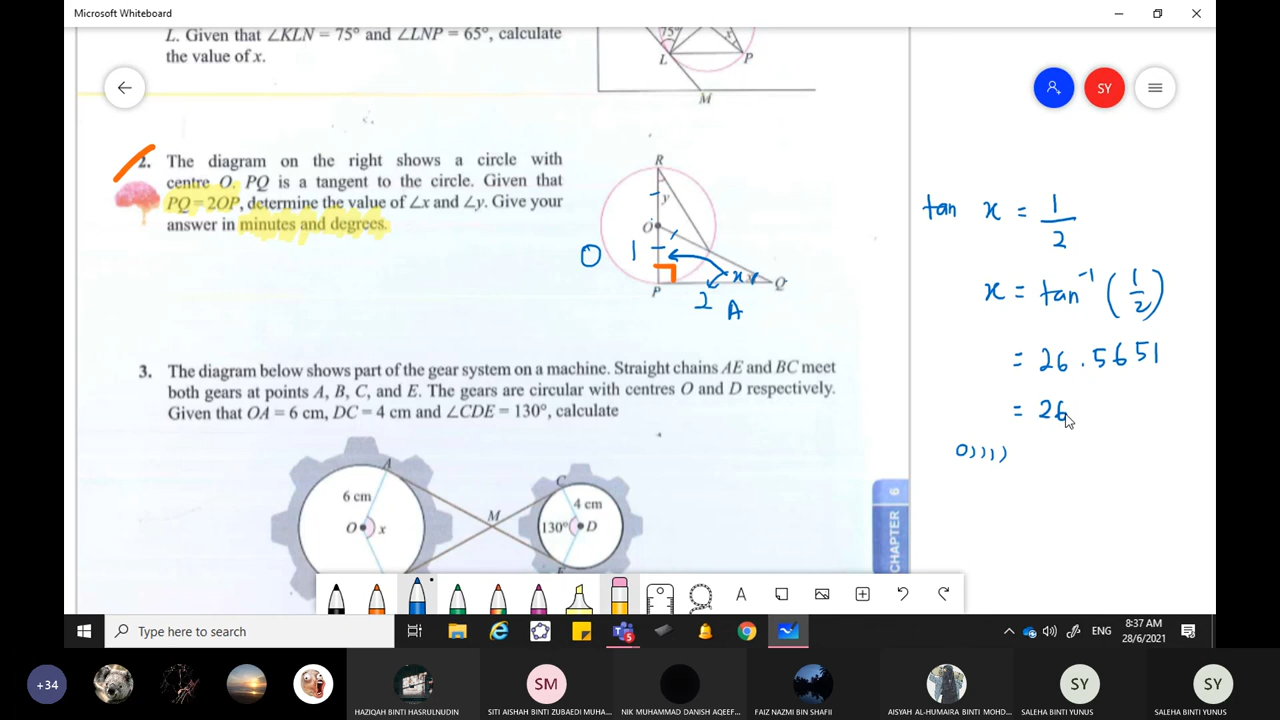 Microsoft Whiteboard
L. Given that ∠KLN = 75° and ∠LNP = 65°, calculate
the value of x.
75°
x
L
P
M
SY
2. The diagram on the right shows a circle with
centre O. PQ is a tangent to the circle. Given that
PQ = 2OP, determine the value of ∠x and ∠y. Give your
answer in minutes and degrees.
R
y
O
O
1
x
P
2
A
Q
tan x = 1/2
x = tan⁻¹ (1/2)
= 26.5651
= 26
3. The diagram below shows part of the gear system on a machine. Straight chains AE and BC meet
both gears at points A, B, C, and E. The gears are circular with centres O and D respectively.
Given that OA = 6 cm, DC = 4 cm and ∠CDE = 130°, calculate
A
6 cm
O
x
M
C
4 cm
130°
D
CHAPTER 6
A
Type here to search
ENG
8:37 AM
28/6/2021
+34
SM
SY
SY
HAZIQAH BINTI HASRULNUDIN
SITI AISHAH BINTI ZUBAEDI MUHA...
NIK MUHAMMAD DANISH AQEEF...
FAIZ NAZMI BIN SHAFII
AISYAH AL-HUMAIRA BINTI MOHD...
SALEHA BINTI YUNUS
SALEHA BINTI YUNUS